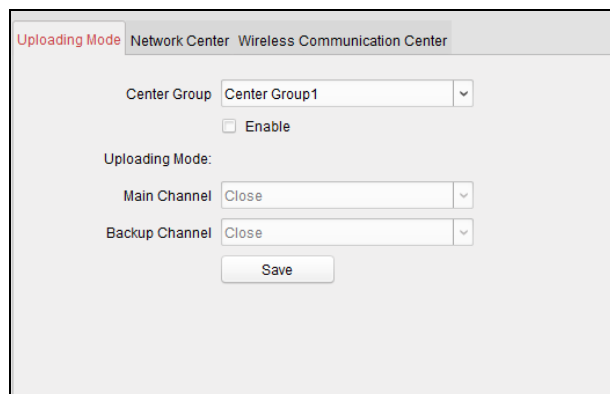 Uploading Mode Network Center Wireless Communication Center
Center Group Center Group1
Enable
Uploading Mode:
Main Channel Close
Backup Channel Close
Save